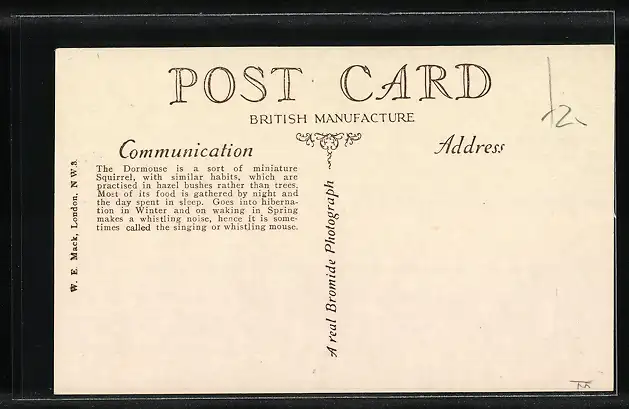 POST CARD
BRITISH MANUFACTURE
Communication
Address
The Dormouse is a sort of miniature
Squirrel, with similar habits, which are
practised in hazel bushes rather than trees.
Most of its food is gathered by night and
the day spent in sleep. Goes into hiberna-
tion in Winter and on waking in Spring
makes a whistling noise, hence it is some-
times called the singing or whistling mouse.
W. E. Mack, London, N.W.3.
A real Bromide Photograph